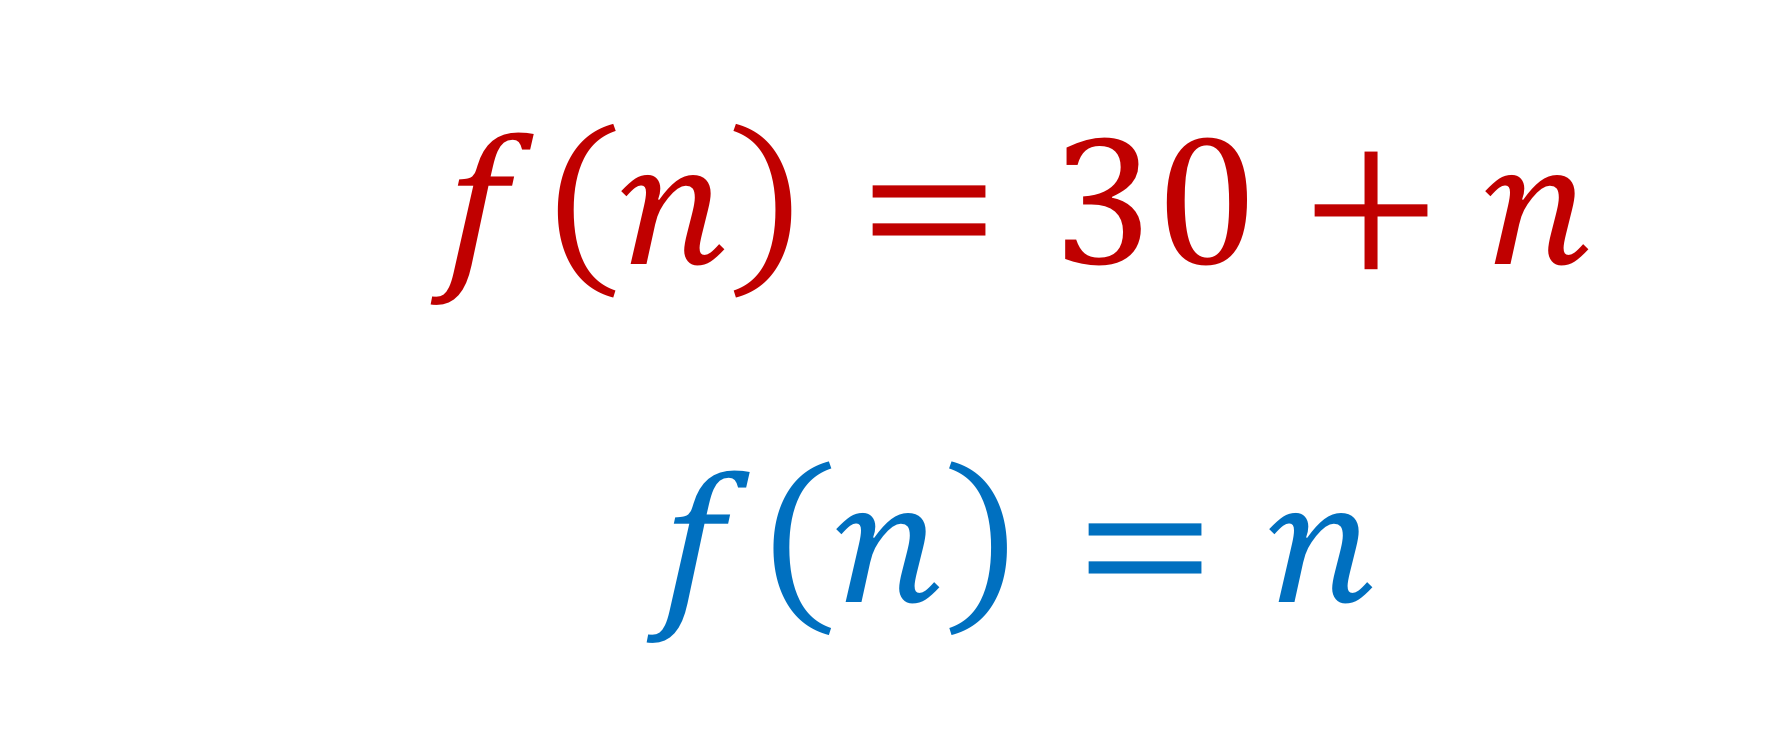 f(n) = 30 + n
f(n) = n